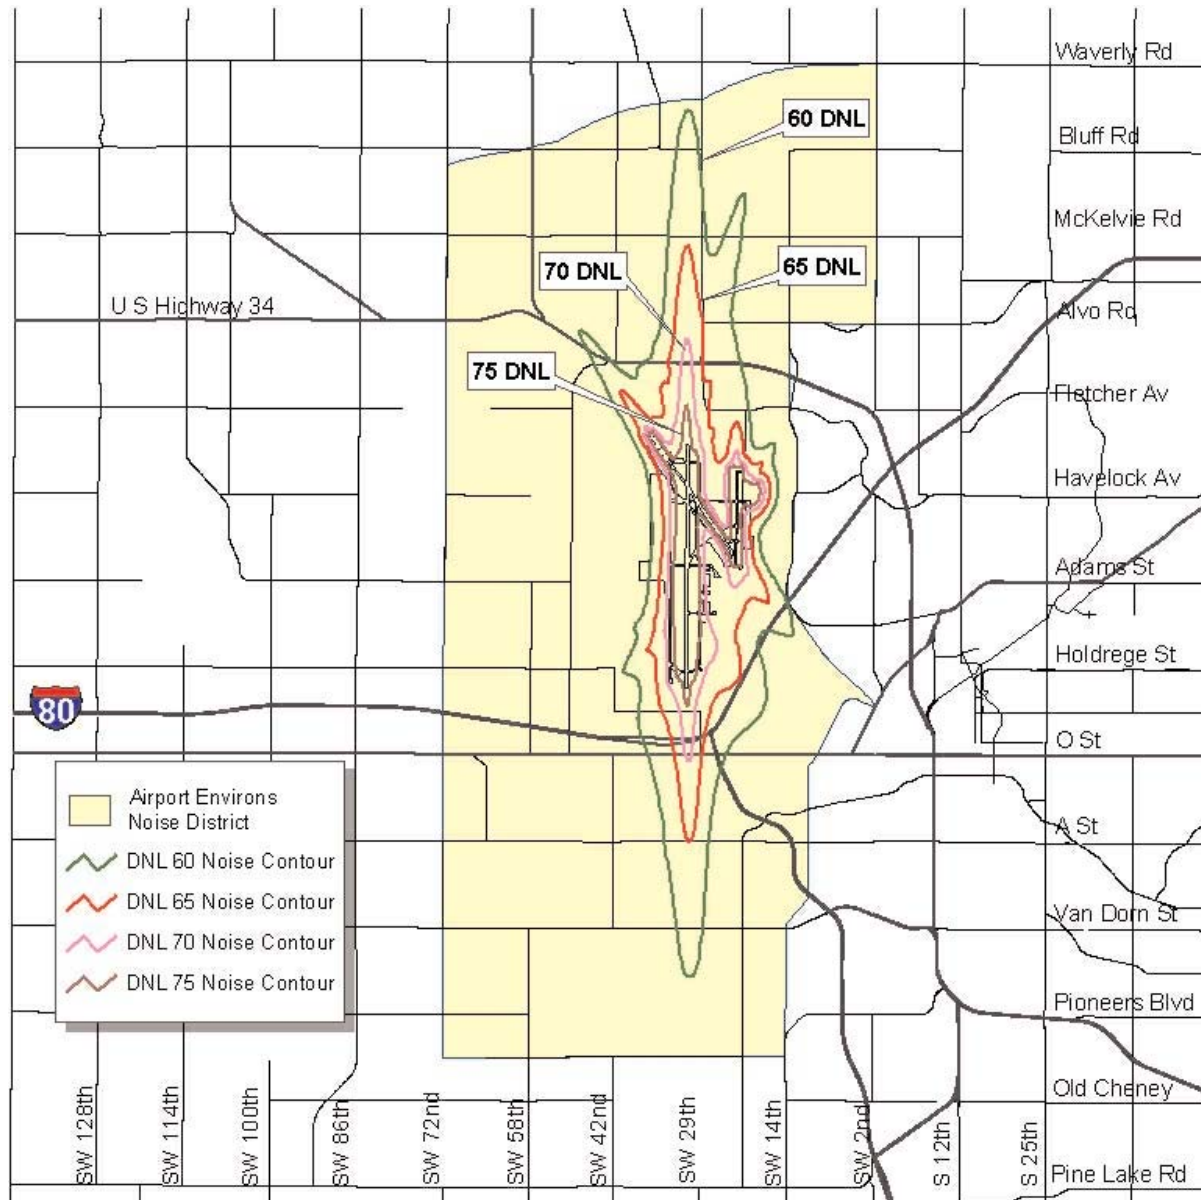 Waverly Rd
60 DNL
Bluff Rd
McKelvie Rd
70 DNL
65 DNL
U S Highway 34
Alvo Rd
75 DNL
Fletcher Av
Havelock Av
Adams St
Holdrege St
80
O St
Airport Environs
Noise District
DNL 60 Noise Contour
DNL 65 Noise Contour
DNL 70 Noise Contour
DNL 75 Noise Contour
A St
Van Dorn St
Pioneers Blvd
Old Cheney
Pine Lake Rd
SW 128th
SW 114th
SW 100th
SW 86th
SW 72nd
SW 58th
SW 42nd
SW 29th
SW 14th
SW 2nd
S 12th
S 25th